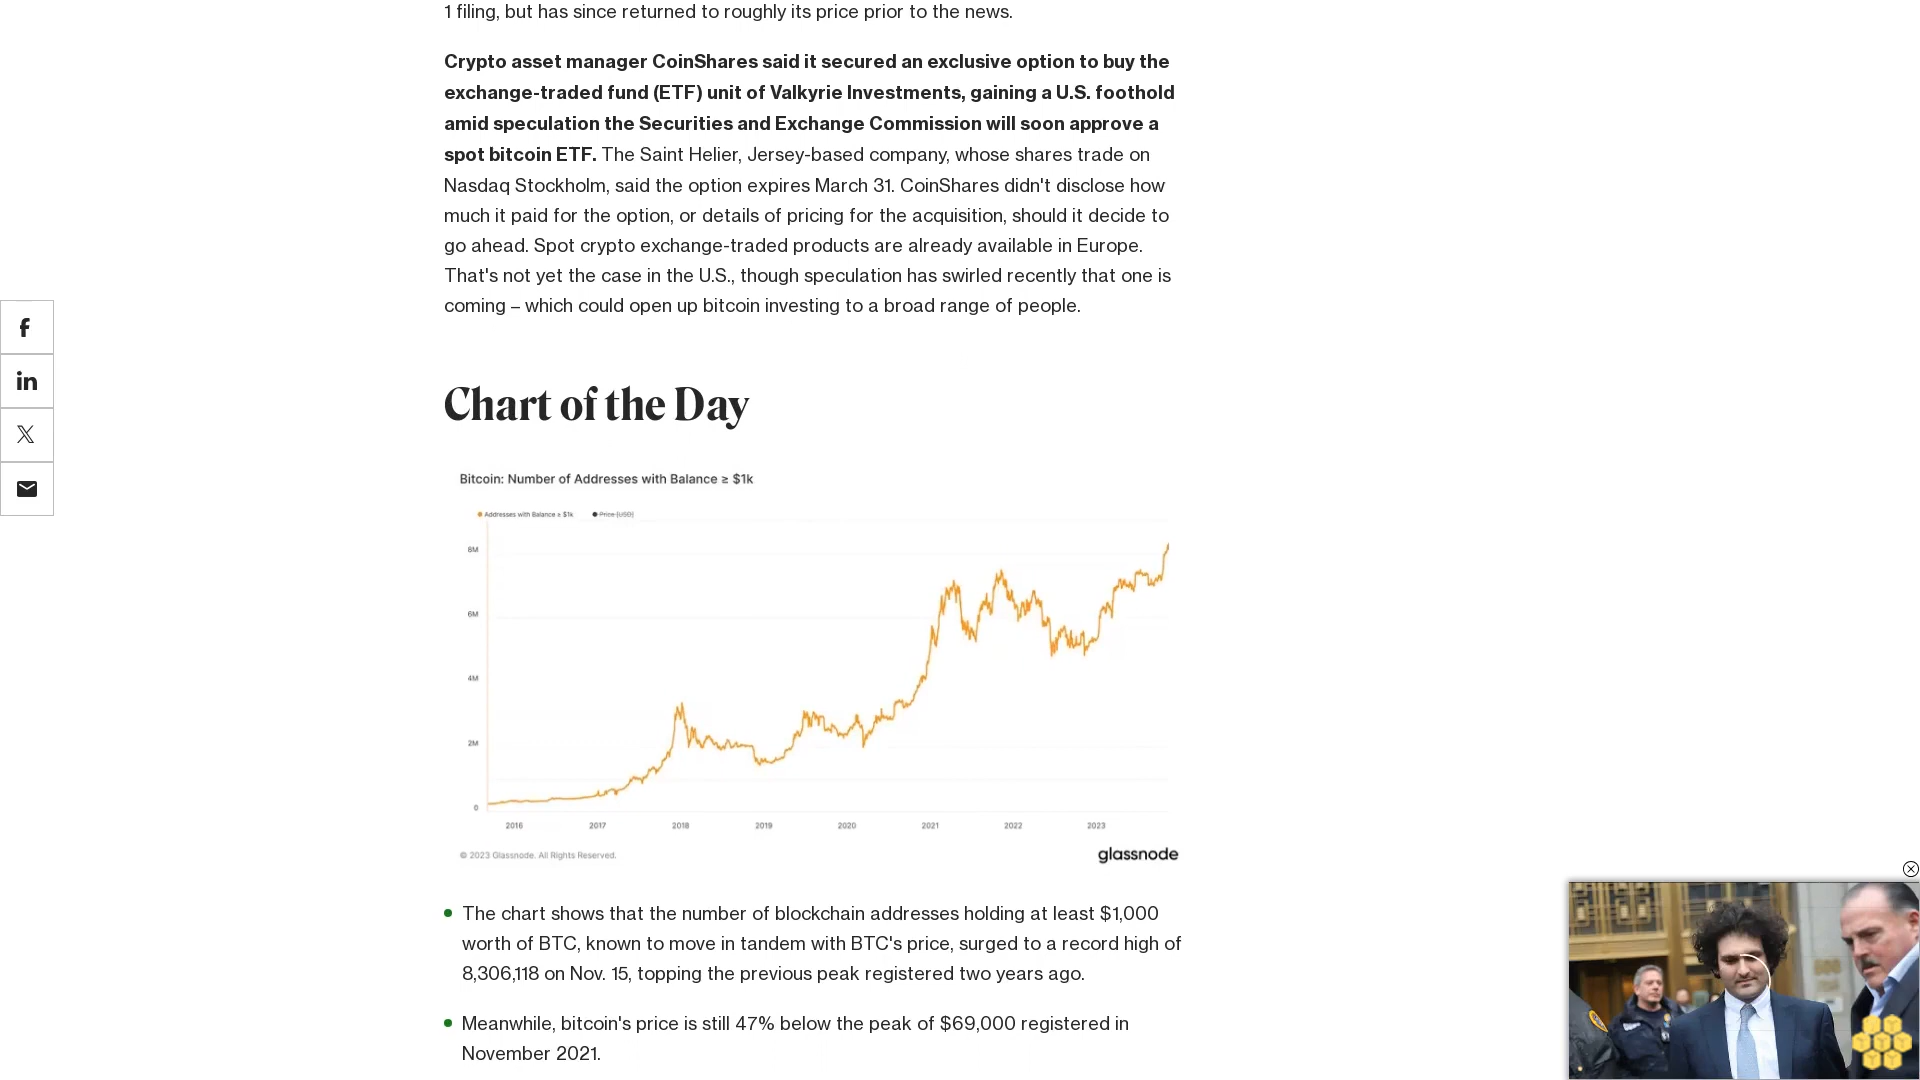 1 filing, but has since returned to roughly its price prior to the news.
Crypto asset manager CoinShares said it secured an exclusive option to buy the
exchange-traded fund (ETF) unit of Valkyrie Investments, gaining a U.S. foothold
amid speculation the Securities and Exchange Commission will soon approve a
spot bitcoin ETF. The Saint Helier, Jersey-based company, whose shares trade on
Nasdaq Stockholm, said the option expires March 31. CoinShares didn't disclose how
much it paid for the option, or details of pricing for the acquisition, should it decide to
go ahead. Spot crypto exchange-traded products are already available in Europe.
That's not yet the case in the U.S., though speculation has swirled recently that one is
coming – which could open up bitcoin investing to a broad range of people.
f
in
X
Chart of the Day
Bitcoin: Number of Addresses with Balance ≥ $1k
Addresses with Balance ≥ $1k Price [USD]
8M
6M
4M
2M
0
2016 2017 2018 2019 2020 2021 2022 2023
© 2023 Glassnode. All Rights Reserved.
glassnode
The chart shows that the number of blockchain addresses holding at least $1,000
worth of BTC, known to move in tandem with BTC's price, surged to a record high of
8,306,118 on Nov. 15, topping the previous peak registered two years ago.
Meanwhile, bitcoin's price is still 47% below the peak of $69,000 registered in
November 2021.